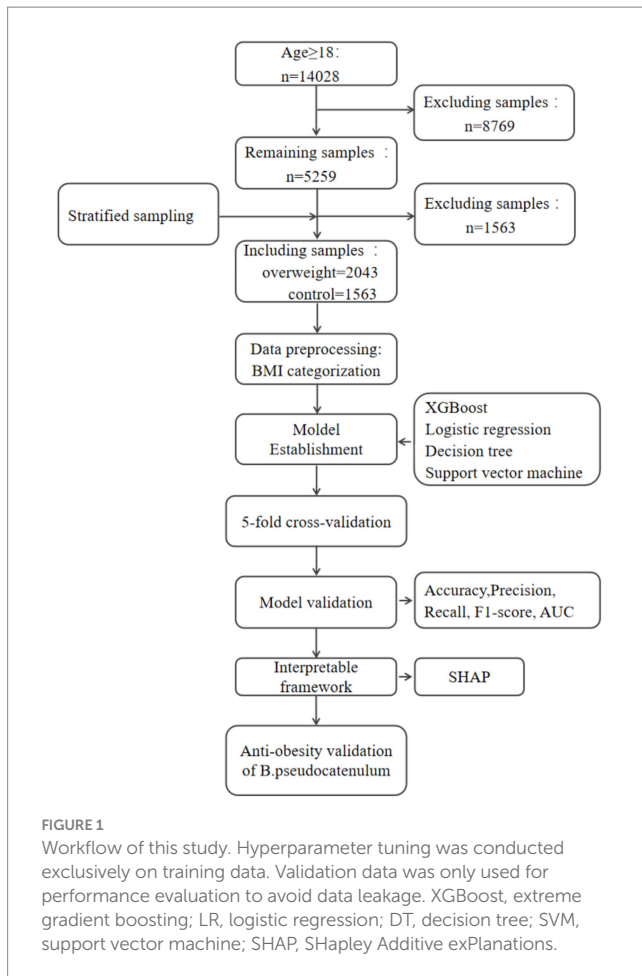 Age≥18：
n=14028
Excluding samples：
n=8769
Remaining samples：
n=5259
Stratified sampling
Excluding samples：
n=1563
Including samples：
overweight=2043
control=1563
Data preprocessing:
BMI categorization
Moldel
Establishment
XGBoost
Logistic regression
Decision tree
Support vector machine
5-fold cross-validation
Model validation
Accuracy,Precision,
Recall, F1-score, AUC
Interpretable
framework
SHAP
Anti-obesity validation
of B.pseudocatenulum
FIGURE 1
Workflow of this study. Hyperparameter tuning was conducted
exclusively on training data. Validation data was only used for
performance evaluation to avoid data leakage. XGBoost, extreme
gradient boosting; LR, logistic regression; DT, decision tree; SVM,
support vector machine; SHAP, SHapley Additive exPlanations.